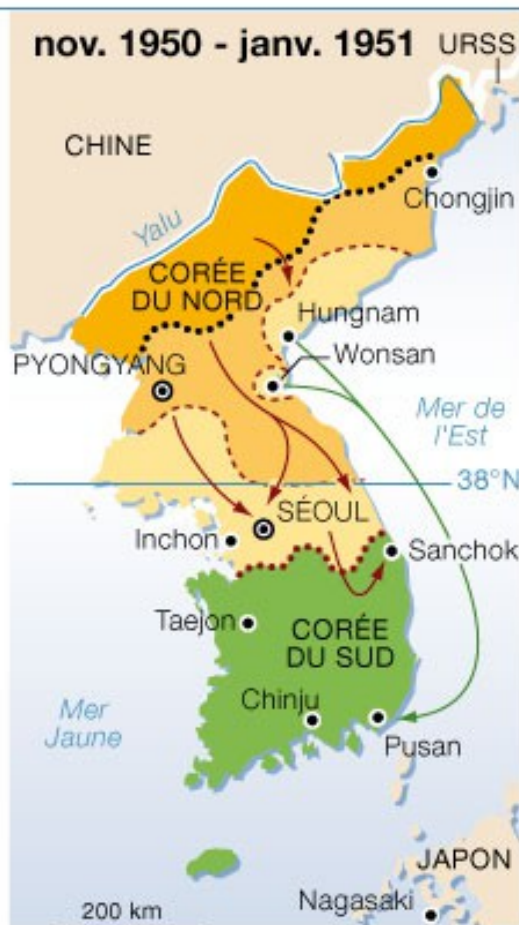 nov. 1950 - janv. 1951
URSS
CHINE
Chongjin
Yalu
CORÉE
DU NORD
Hungnam
Wonsan
PYONGYANG
Mer de
l'Est
38°N
SÉOUL
Inchon
Sanchok
Taejon
CORÉE
DU SUD
Chinju
Mer
Jaune
Pusan
JAPON
Nagasaki
200 km